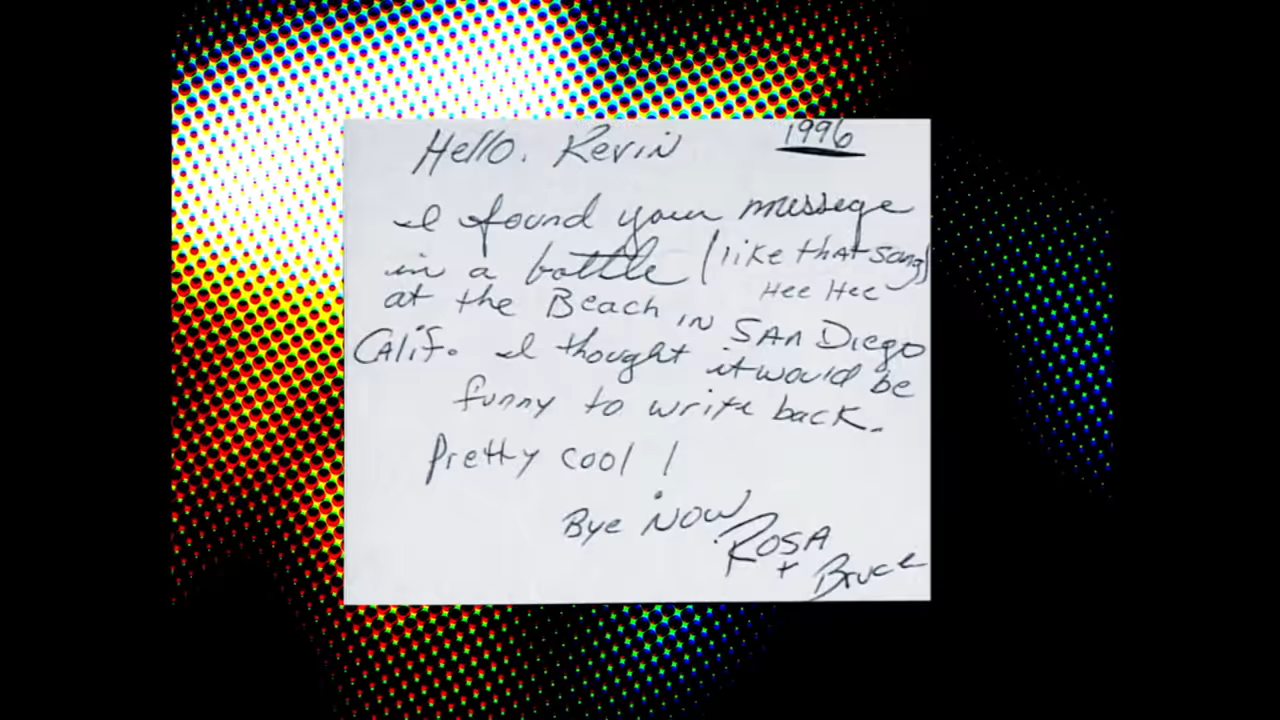 Hello. Kevin 1996
I found your messege
in a bottle (like that song)
Hee Hee
at the Beach in San Diego
Calif. I thought it would be
funny to write back.
Pretty cool!
Bye Now
Rosa
+ Bruce